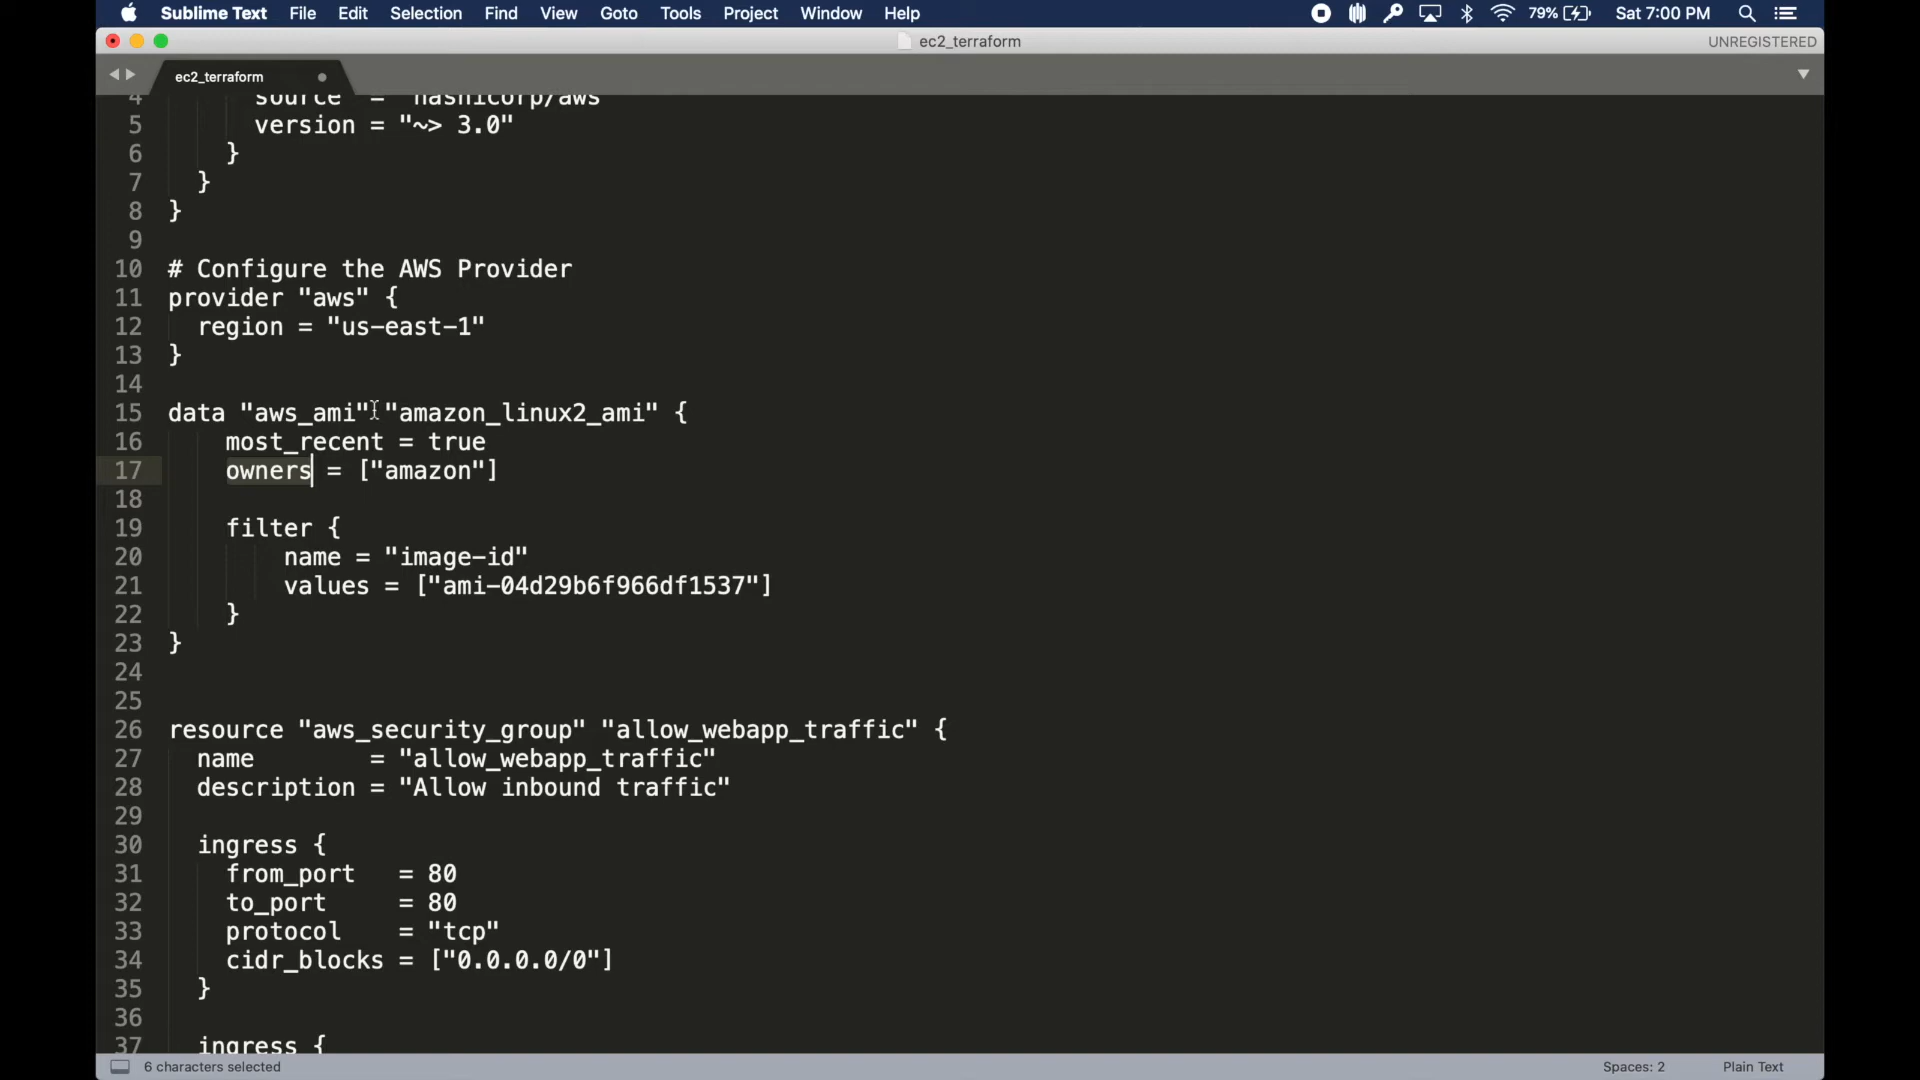 Sublime Text File Edit Selection Find View Goto Tools Project Window Help 79% Sat 7:00 PM
ec2_terraform UNREGISTERED
ec2_terraform
4 source = "hashicorp/aws
5 version = "~> 3.0"
6 }
7 }
8 }
9
10 # Configure the AWS Provider
11 provider "aws" {
12 region = "us-east-1"
13 }
14
15 data "aws_ami" "amazon_linux2_ami" {
16 most_recent = true
17 owners = ["amazon"]
18
19 filter {
20 name = "image-id"
21 values = ["ami-04d29b6f966df1537"]
22 }
23 }
24
25
26 resource "aws_security_group" "allow_webapp_traffic" {
27 name = "allow_webapp_traffic"
28 description = "Allow inbound traffic"
29
30 ingress {
31 from_port = 80
32 to_port = 80
33 protocol = "tcp"
34 cidr_blocks = ["0.0.0.0/0"]
35 }
36
37 ingress {
6 characters selected Spaces: 2 Plain Text